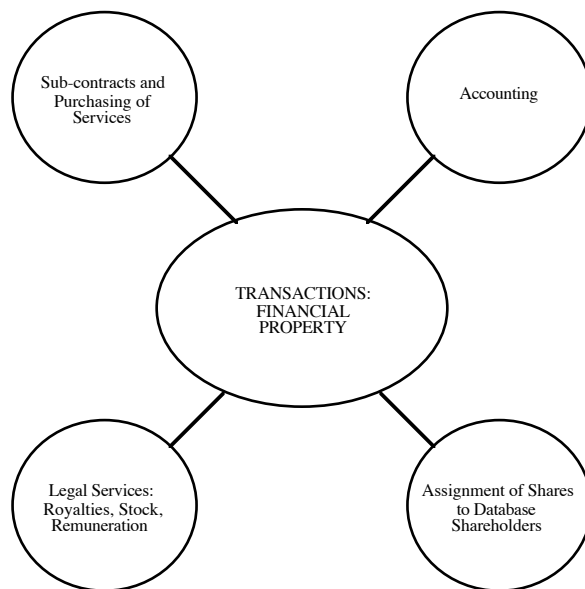 Sub-contracts and
Purchasing of
Services
Accounting
TRANSACTIONS:
FINANCIAL
PROPERTY
Legal Services:
Royalties, Stock,
Remuneration
Assignment of Shares
to Database
Shareholders